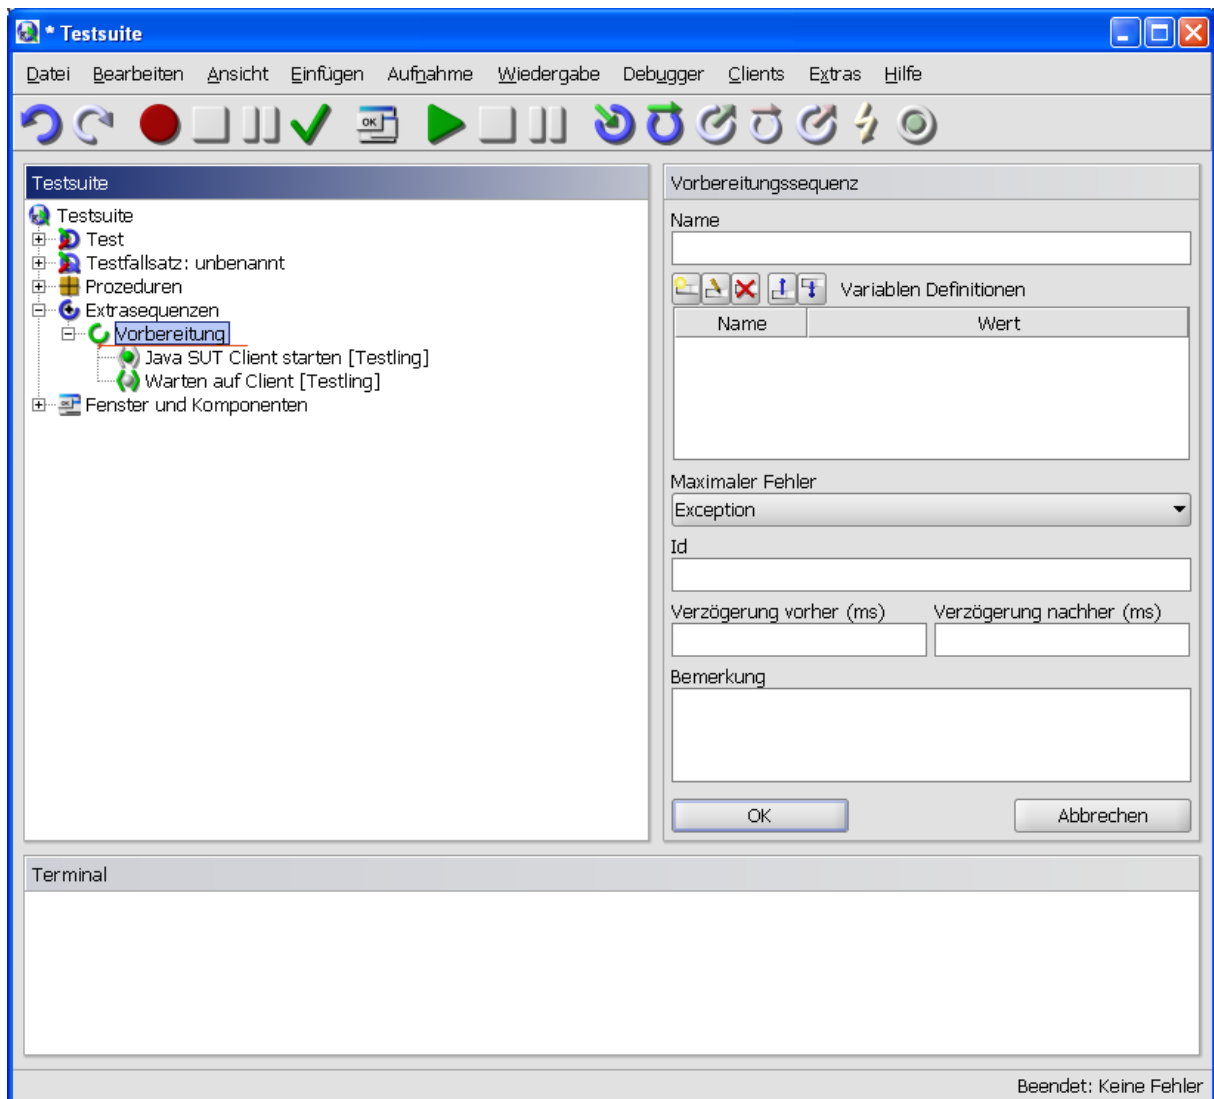 * Testsuite
Datei Bearbeiten Ansicht Einfügen Aufnahme Wiedergabe Debugger Clients Extras Hilfe
OK
Testsuite
Testsuite
Test
Testfallsatz: unbenannt
Prozeduren
Extrasequenzen
Vorbereitung
Java SUT Client starten [Testling]
Warten auf Client [Testling]
Fenster und Komponenten
Vorbereitungssequenz
Name
Variablen Definitionen
Name Wert
Maximaler Fehler
Exception
Id
Verzögerung vorher (ms) Verzögerung nachher (ms)
Bemerkung
OK Abbrechen
Terminal
Beendet: Keine Fehler